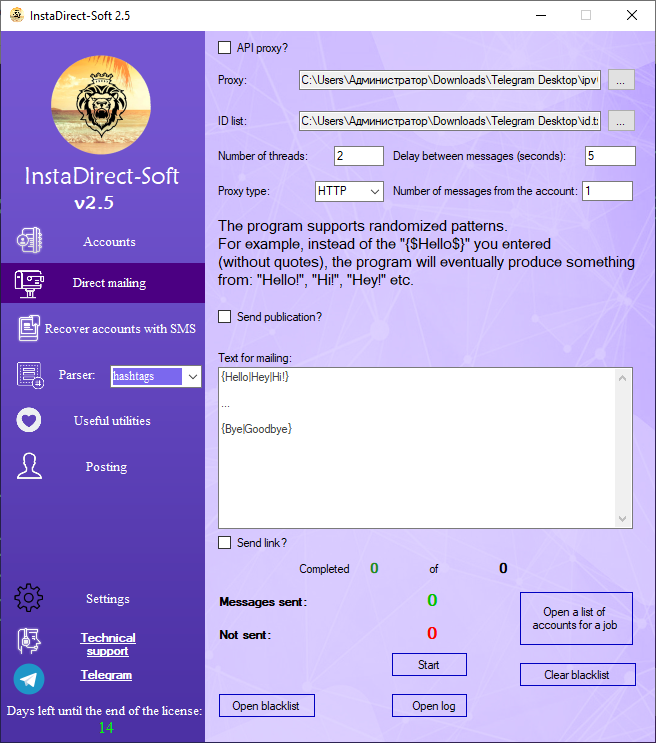 InstaDirect-Soft 2.5
InstaDirect-Soft
v2.5
Accounts
Direct mailing
Recover accounts with SMS
Parser: hashtags
Useful utilities
Posting
Settings
Technical
support
Telegram
Days left until the end of the license:
14
API proxy?
Proxy: C:\Users\Администратор\Downloads\Telegram Desktop\ipv ...
ID list: C:\Users\Администратор\Downloads\Telegram Desktop\id.t ...
Number of threads: 2 Delay between messages (seconds): 5
Proxy type: HTTP Number of messages from the account: 1
The program supports randomized patterns.
For example, instead of the "{$Hello$}" you entered
(without quotes), the program will eventually produce something
from: "Hello!", "Hi!", "Hey!" etc.
Send publication?
Text for mailing:
{Hello|Hey|Hi!}
...
{Bye|Goodbye}
Send link?
Completed 0 of 0
Messages sent: 0
Not sent: 0
Open a list of
accounts for a job
Start
Clear blacklist
Open blacklist
Open log